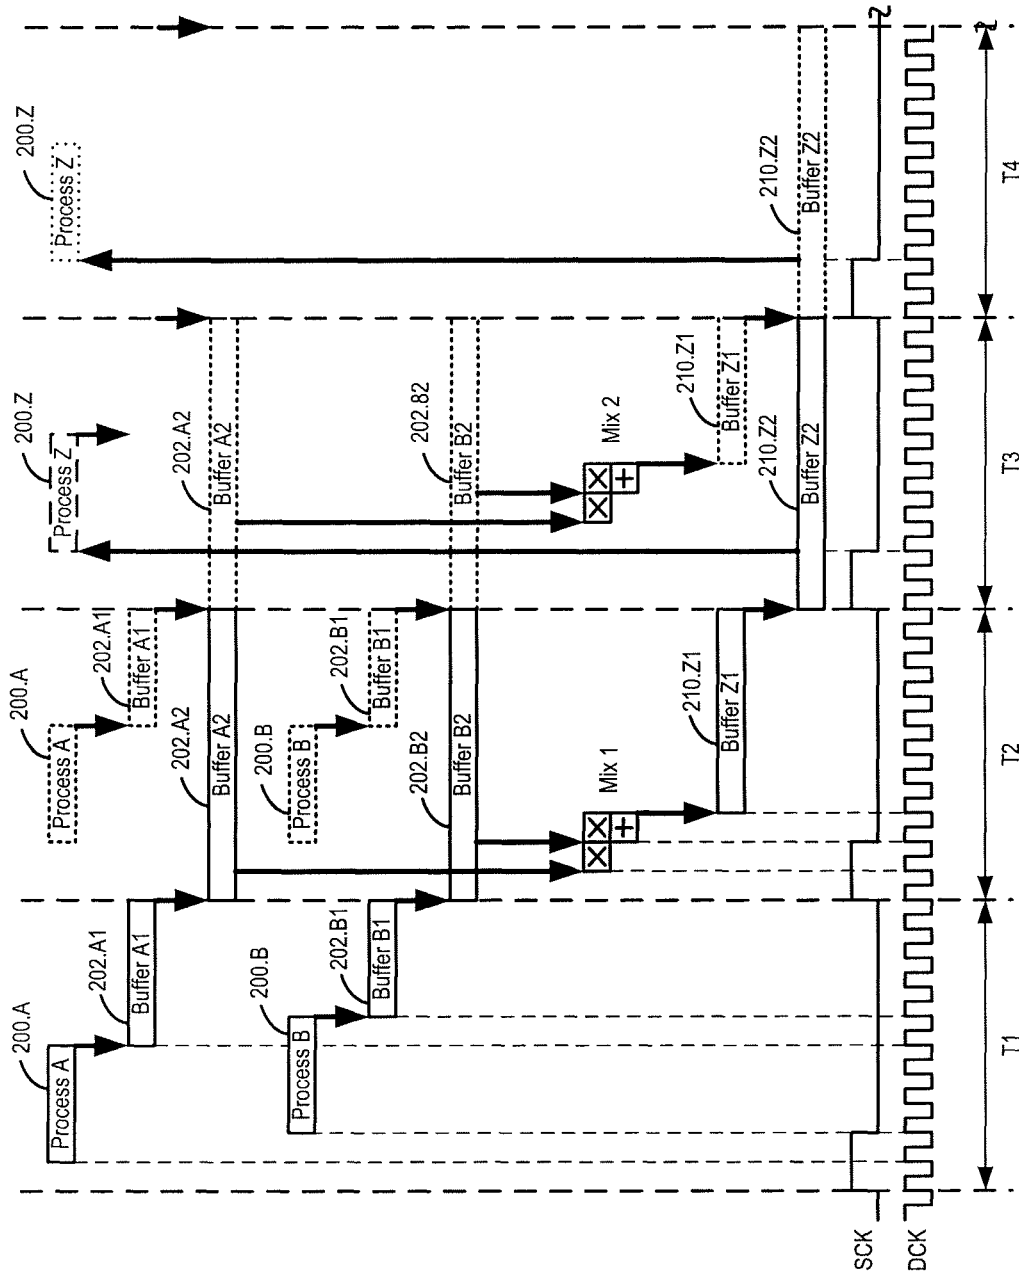 200.A
200.A
200.Z
200.Z
Process A
Process A
Process Z
Process Z
202.A1
202.A1
Buffer A1
Buffer A1
202.A2
202.A2
Buffer A2
Buffer A2
200.B
200.B
Process B
Process B
202.B1
202.B1
Buffer B1
Buffer B1
202.B2
202.82
Buffer B2
Buffer B2
X X
+
Mix 1
X X
+
Mix 2
210.Z1
210.Z1
Buffer Z1
Buffer Z1
210.Z2
210.Z2
Buffer Z2
Buffer Z2
SCK
DCK
T1
T2
T3
T4